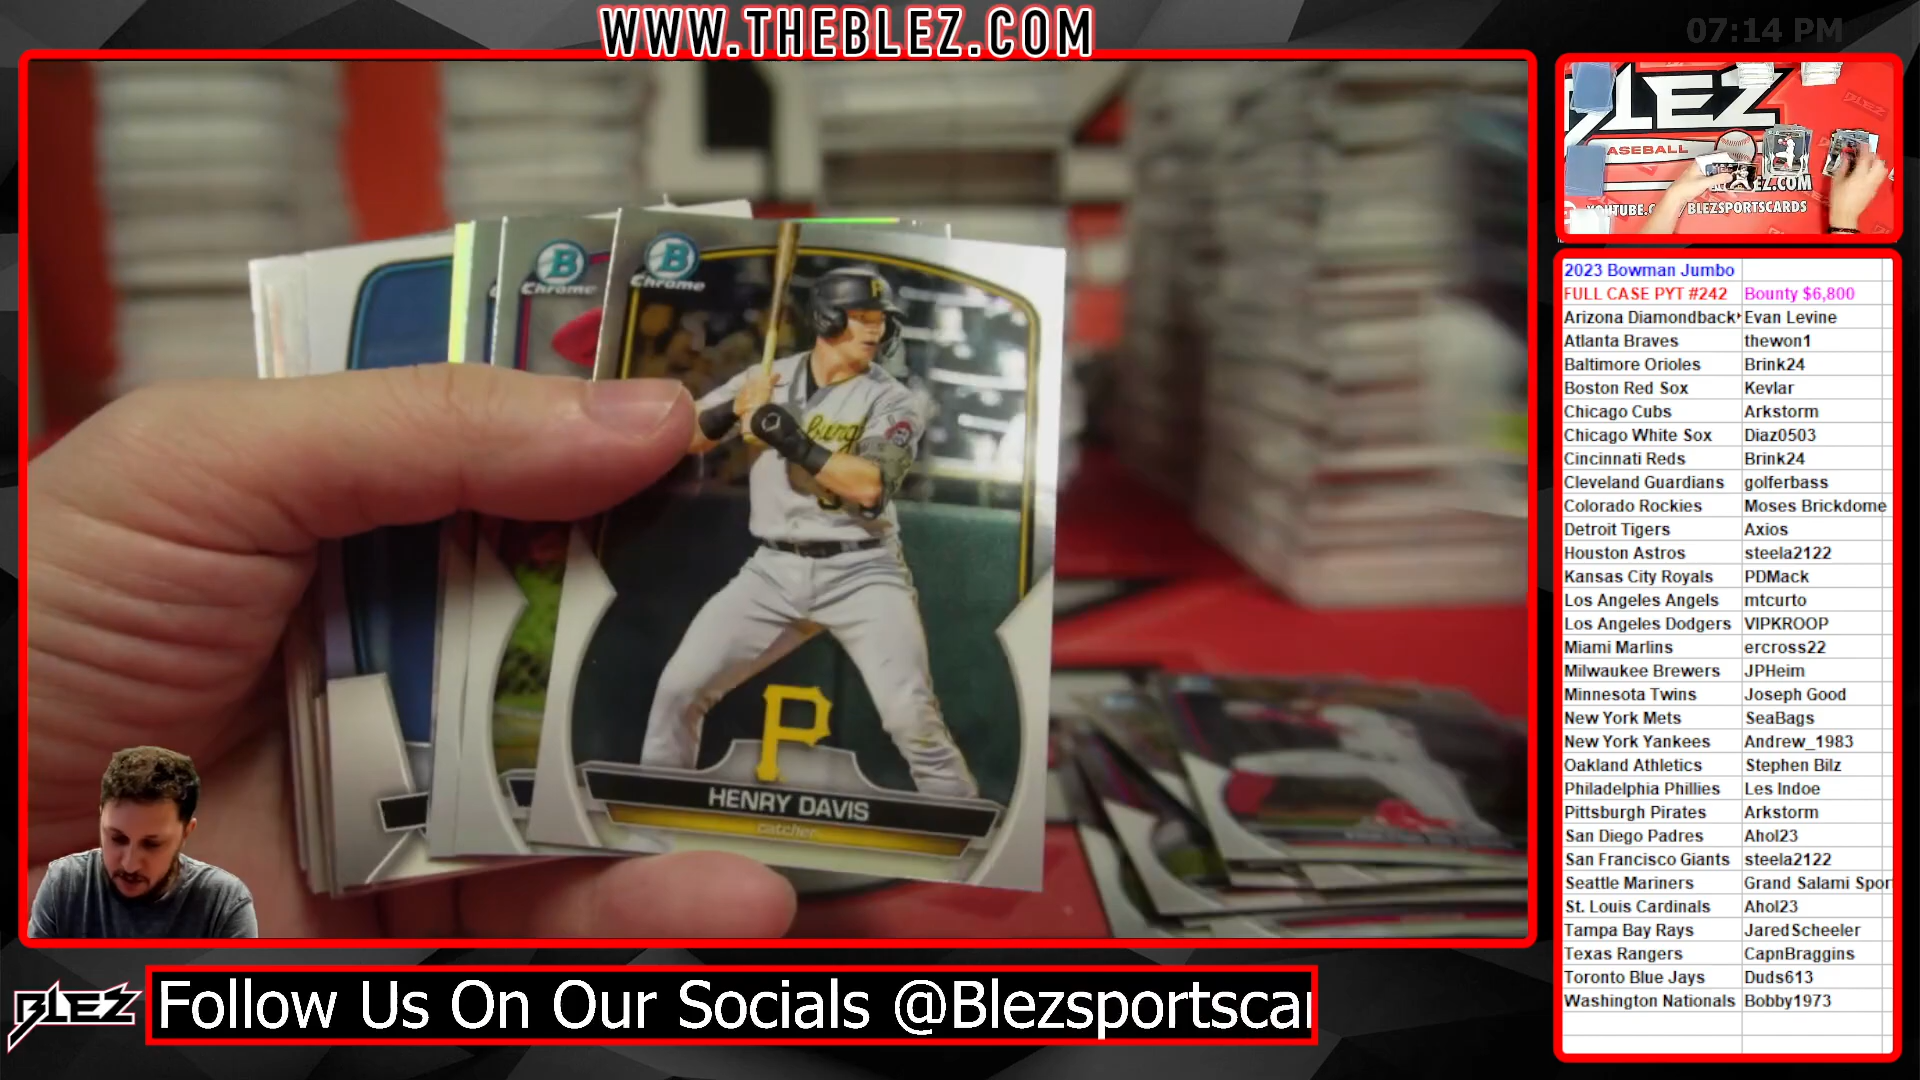 WWW.THEBLEZ.COM
07:14 PM
B
Chrome
B
Chrome
P
burg
P
HENRY DAVIS
catcher
BLEZ
BASEBALL
EZ.COM
YOUTUBE.C / BLEZSPORTSCARDS
2023 Bowman Jumbo
FULL CASE PYT #242 Bounty $6,800
Arizona Diamondback Evan Levine
Atlanta Braves thewon1
Baltimore Orioles Brink24
Boston Red Sox Kevlar
Chicago Cubs Arkstorm
Chicago White Sox Diaz0503
Cincinnati Reds Brink24
Cleveland Guardians golferbass
Colorado Rockies Moses Brickdome
Detroit Tigers Axios
Houston Astros steela2122
Kansas City Royals PDMack
Los Angeles Angels mtcurto
Los Angeles Dodgers VIPKROOP
Miami Marlins ercross22
Milwaukee Brewers JPHeim
Minnesota Twins Joseph Good
New York Mets SeaBags
New York Yankees Andrew_1983
Oakland Athletics Stephen Bilz
Philadelphia Phillies Les Indoe
Pittsburgh Pirates Arkstorm
San Diego Padres Ahol23
San Francisco Giants steela2122
Seattle Mariners Grand Salami Spor
St. Louis Cardinals Ahol23
Tampa Bay Rays Jared Scheeler
Texas Rangers CapnBraggins
Toronto Blue Jays Duds613
Washington Nationals Bobby1973
BLEZ
Follow Us On Our Socials @Blezsportscar